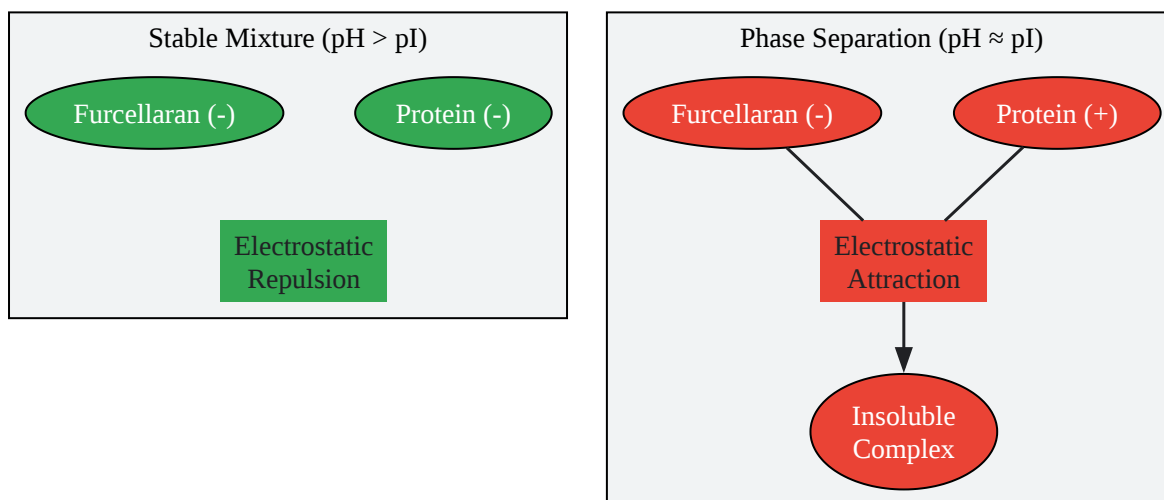 Stable Mixture (pH > pI)
Furcellaran (-)
Protein (-)
Electrostatic
Repulsion
Phase Separation (pH ≈ pI)
Furcellaran (-)
Protein (+)
Electrostatic
Attraction
Insoluble
Complex